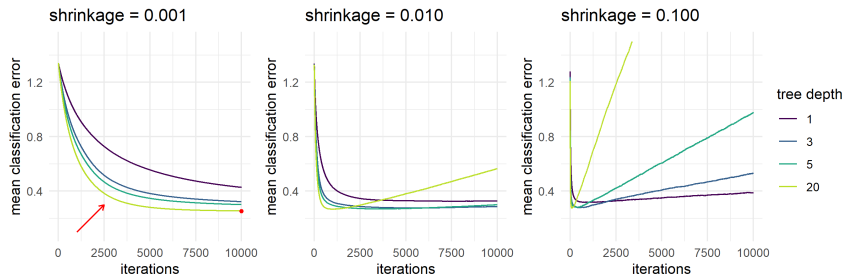 shrinkage = 0.001
mean classification error
1.2
0.8
0.4
0
2500
5000
7500
10000
iterations
shrinkage = 0.010
mean classification error
1.2
0.8
0.4
0
2500
5000
7500
10000
iterations
shrinkage = 0.100
mean classification error
1.2
0.8
0.4
0
2500
5000
7500
10000
iterations
tree depth
1
3
5
20